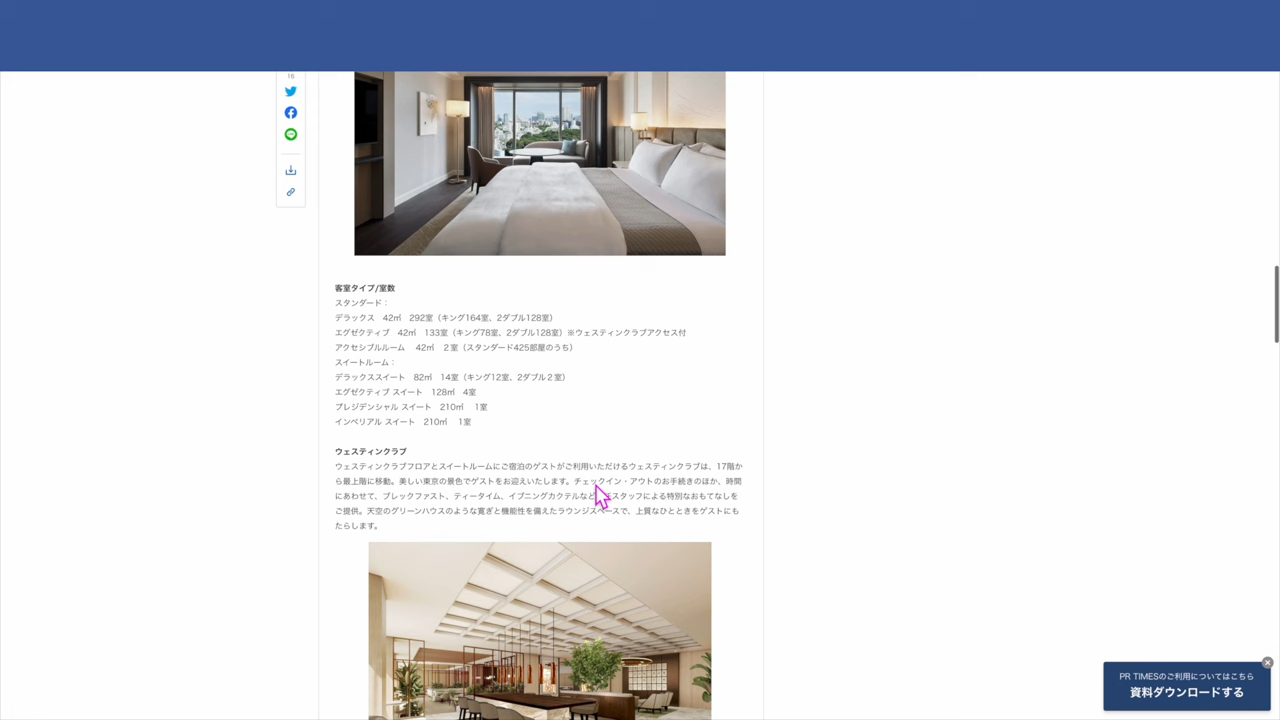 16
客室タイプ/室数
スタンダード：
デラックス　42㎡　292室（キング164室、2ダブル128室）
エグゼクティブ　42㎡　133室（キング78室、2ダブル128室）※ウェスティンクラブアクセス付
アクセシブルルーム　42㎡　２室（スタンダード425部屋のうち）
スイートルーム：
デラックススイート　82㎡　14室（キング12室、2ダブル２室）
エグゼクティブ スイート　128㎡　4室
プレジデンシャル スイート　210㎡　1室
インペリアル スイート　210㎡　1室
ウェスティンクラブ
ウェスティンクラブフロアとスイートルームにご宿泊のゲストがご利用いただけるウェスティンクラブは、17階か
ら最上階に移動。美しい東京の景色でゲストをお迎えいたします。チェックイン・アウトのお手続きのほか、時間
にあわせて、ブレックファスト、ティータイム、イブニングカクテルなど スタッフによる特別なおもてなしを
ご提供。天空のグリーンハウスのような寛ぎと機能性を備えたラウンジスペースで、上質なひとときをゲストにも
たらします。
PR TIMESのご利用についてはこちら
資料ダウンロードする